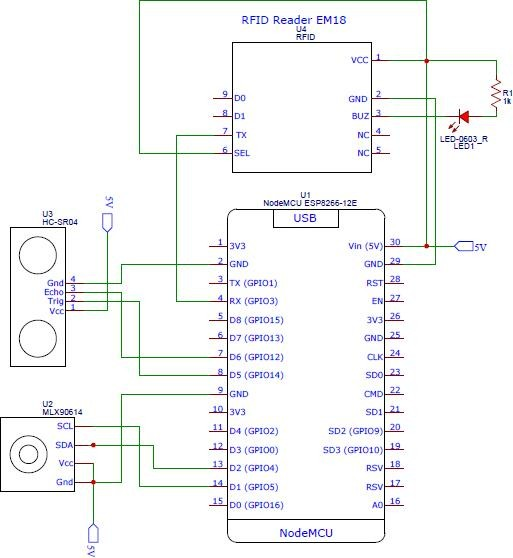 RFID Reader EM18
U4
RFID
VCC 1
GND 2
BUZ 3
NC 4
NC 5
9 D0
8 D1
7 TX
6 SEL
R1
1K
LED-0603_R
LED1
U1
NodeMCU ESP8266-12E
USB
U3
HC-SR04
5V
Gnd 4
Echo 3
Trig 2
Vcc 1
1 3V3
2 GND
3 TX (GPIO1)
4 RX (GPIO3)
5 D8 (GPIO15)
6 D7 (GPIO13)
7 D6 (GPIO12)
8 D5 (GPIO14)
9 GND
10 3V3
11 D4 (GPIO2)
12 D3 (GPIO0)
13 D2 (GPIO4)
14 D1 (GPIO5)
15 D0 (GPIO16)
Vin (5V) 30
GND 29
RST 28
EN 27
3V3 26
GND 25
CLK 24
SD0 23
CMD 22
SD1 21
SD2 (GPIO9) 20
SD3 (GPIO10) 19
RSV 18
RSV 17
A0 16
5V
U2
MLX90614
SCL
SDA
Vcc
Gnd
5V
NodeMCU